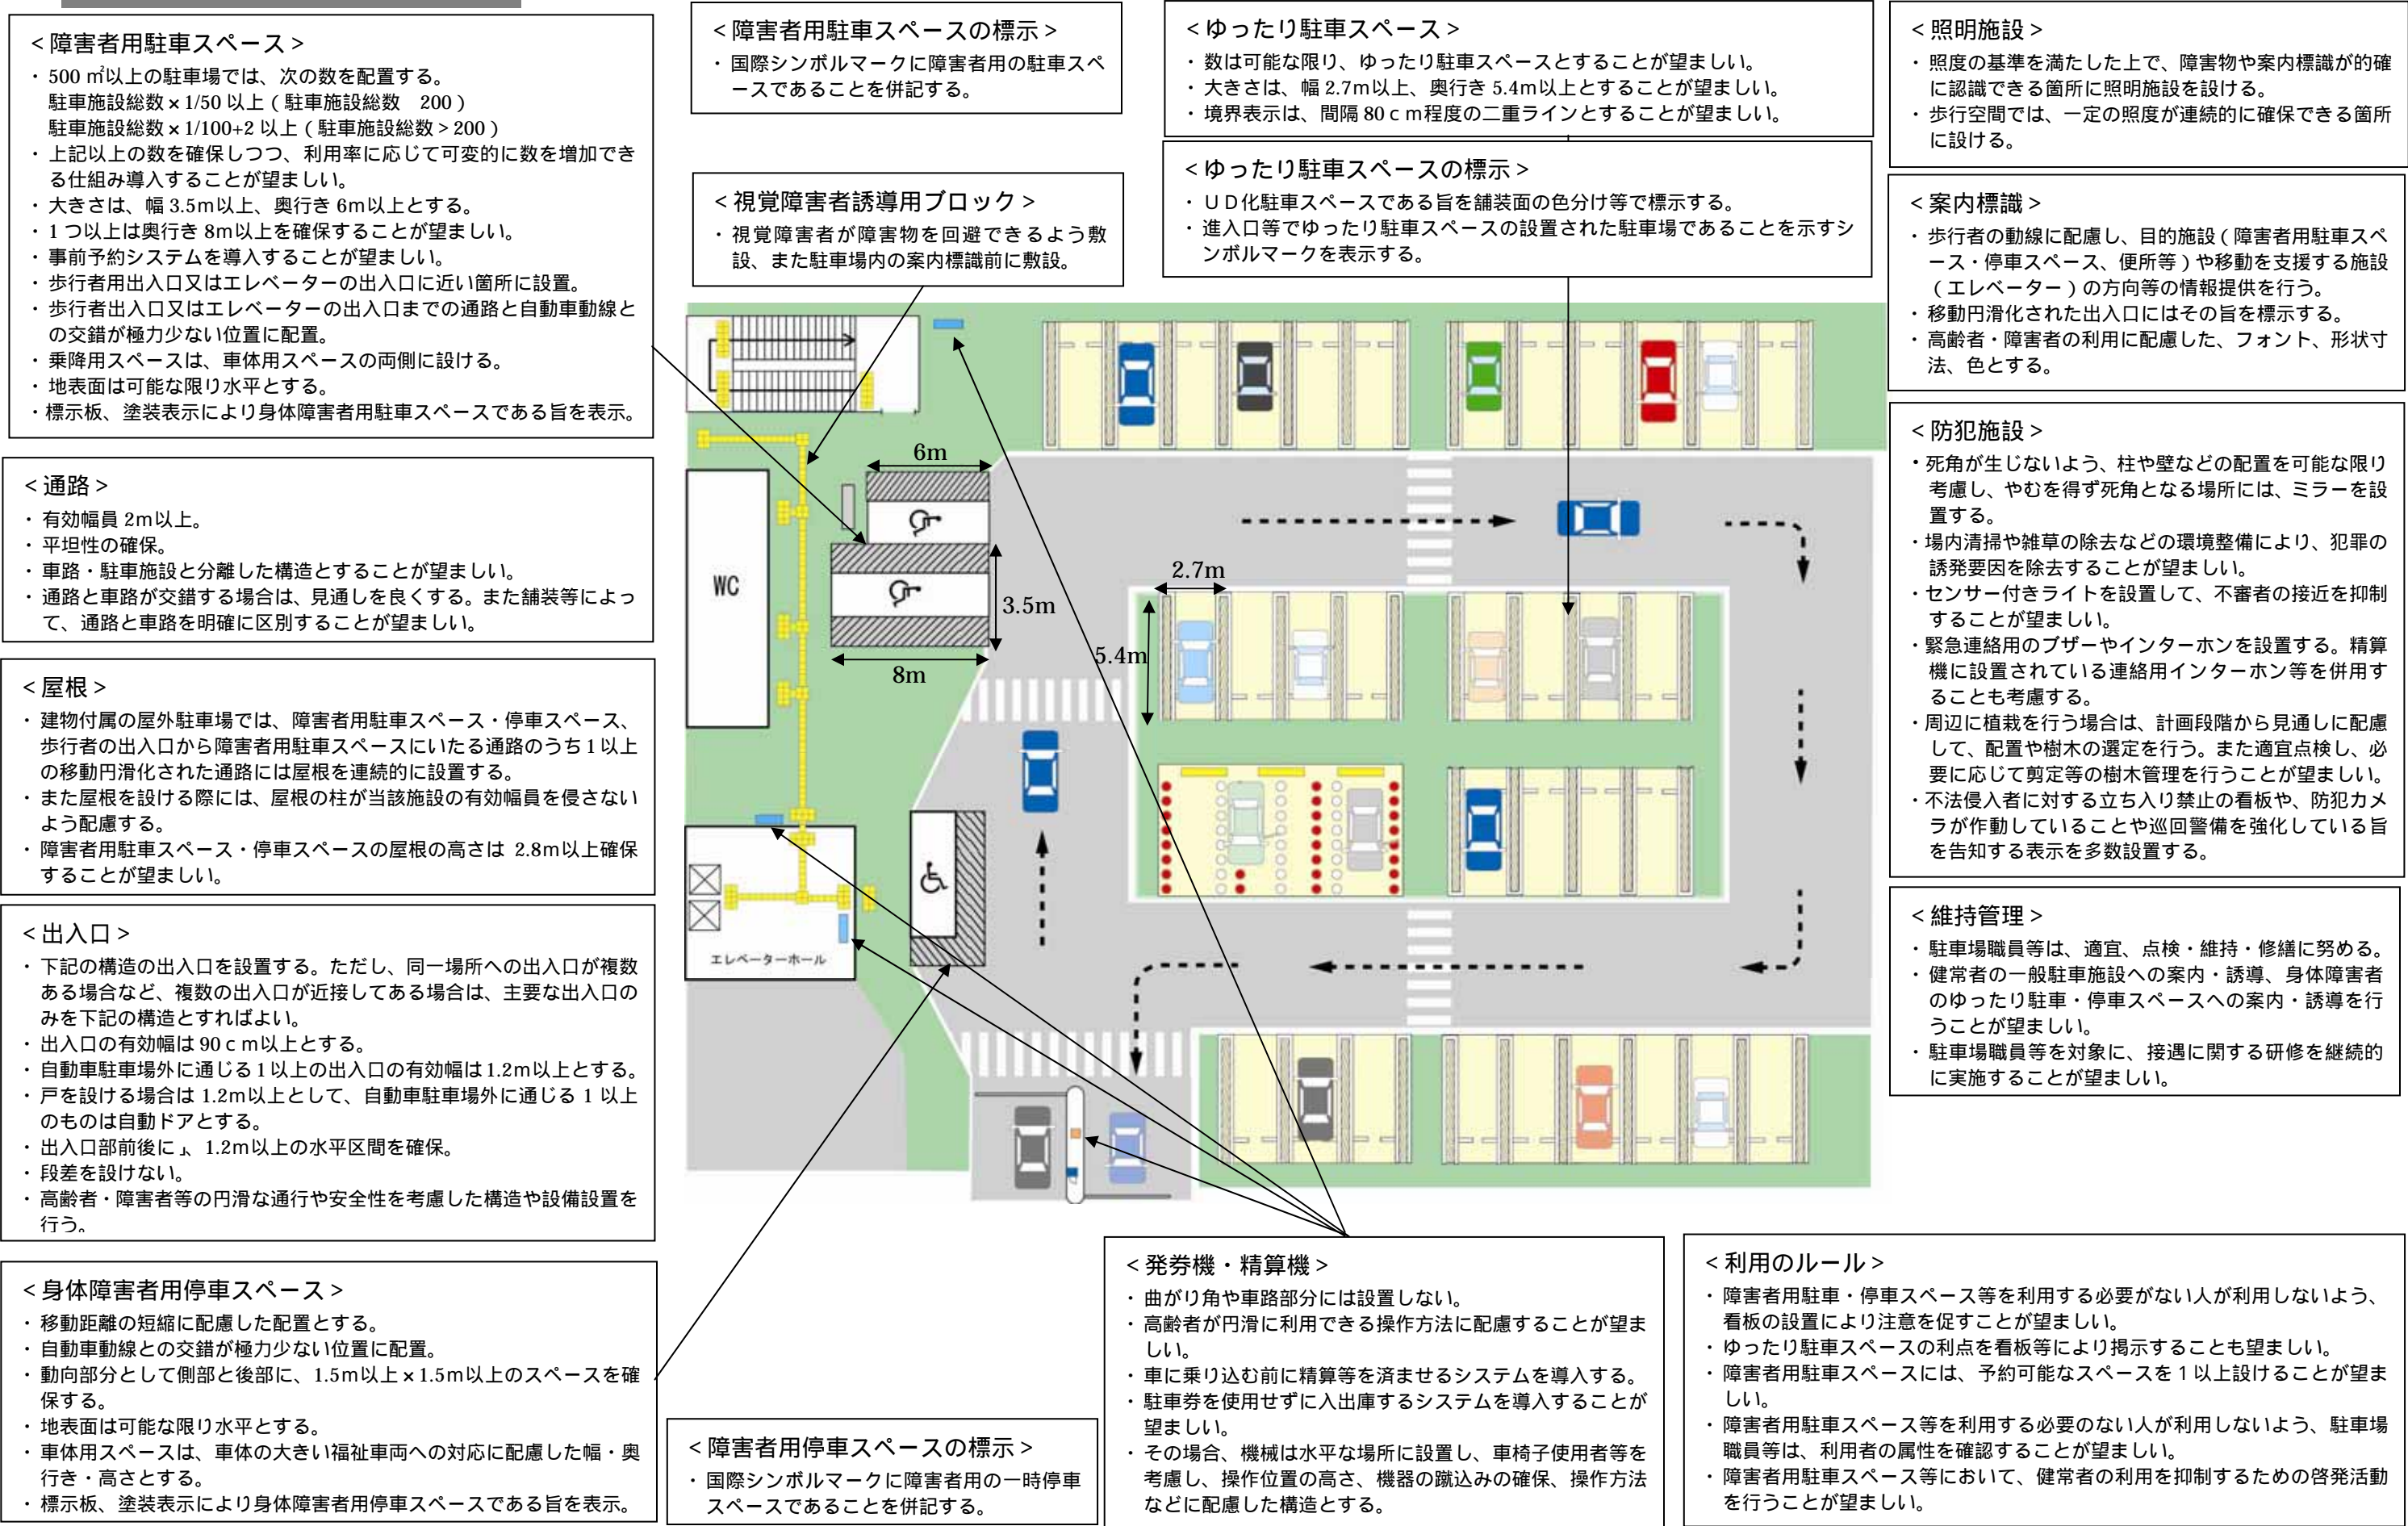 ＜障害者用駐車スペース＞
・500 ㎡以上の駐車場では、次の数を配置する。
駐車施設総数×1/50 以上（駐車施設総数　200）
駐車施設総数×1/100+2 以上（駐車施設総数＞200）
・上記以上の数を確保しつつ、利用率に応じて可変的に数を増加でき
る仕組み導入することが望ましい。
・大きさは、幅 3.5ｍ以上、奥行き 6ｍ以上とする。
・1 つ以上は奥行き 8ｍ以上を確保することが望ましい。
・事前予約システムを導入することが望ましい。
・歩行者用出入口又はエレベーターの出入口に近い箇所に設置。
・歩行者出入口又はエレベーターの出入口までの通路と自動車動線と
の交錯が極力少ない位置に配置。
・乗降用スペースは、車体用スペースの両側に設ける。
・地表面は可能な限り水平とする。
・標示板、塗装表示により身体障害者用駐車スペースである旨を表示。
＜通路＞
・有効幅員 2ｍ以上。
・平坦性の確保。
・車路・駐車施設と分離した構造とすることが望ましい。
・通路と車路が交錯する場合は、見通しを良くする。また舗装等によっ
て、通路と車路を明確に区別することが望ましい。
＜屋根＞
・建物付属の屋外駐車場では、障害者用駐車スペース・停車スペース、
歩行者の出入口から障害者用駐車スペースにいたる通路のうち1以上
の移動円滑化された通路には屋根を連続的に設置する。
・また屋根を設ける際には、屋根の柱が当該施設の有効幅員を侵さない
よう配慮する。
・障害者用駐車スペース・停車スペースの屋根の高さは 2.8ｍ以上確保
することが望ましい。
＜出入口＞
・下記の構造の出入口を設置する。ただし、同一場所への出入口が複数
ある場合など、複数の出入口が近接してある場合は、主要な出入口の
みを下記の構造とすればよい。
・出入口の有効幅は 90ｃｍ以上とする。
・自動車駐車場外に通じる1以上の出入口の有効幅は1.2ｍ以上とする。
・戸を設ける場合は 1.2ｍ以上として、自動車駐車場外に通じる 1 以上
のものは自動ドアとする。
・出入口部前後に」、1.2ｍ以上の水平区間を確保。
・段差を設けない。
・高齢者・障害者等の円滑な通行や安全性を考慮した構造や設備設置を
行う。
＜身体障害者用停車スペース＞
・移動距離の短縮に配慮した配置とする。
・自動車動線との交錯が極力少ない位置に配置。
・動向部分として側部と後部に、1.5ｍ以上×1.5ｍ以上のスペースを確
保する。
・地表面は可能な限り水平とする。
・車体用スペースは、車体の大きい福祉車両への対応に配慮した幅・奥
行き・高さとする。
・標示板、塗装表示により身体障害者用停車スペースである旨を表示。
＜障害者用駐車スペースの標示＞
・国際シンボルマークに障害者用の駐車スペ
ースであることを併記する。
＜視覚障害者誘導用ブロック＞
・視覚障害者が障害物を回避できるよう敷
設、また駐車場内の案内標識前に敷設。
＜ゆったり駐車スペース＞
・数は可能な限り、ゆったり駐車スペースとすることが望ましい。
・大きさは、幅 2.7ｍ以上、奥行き 5.4ｍ以上とすることが望ましい。
・境界表示は、間隔 80ｃｍ程度の二重ラインとすることが望ましい。
＜ゆったり駐車スペースの標示＞
・ＵＤ化駐車スペースである旨を舗装面の色分け等で標示する。
・進入口等でゆったり駐車スペースの設置された駐車場であることを示すシ
ンボルマークを表示する。
6m
WC
3.5m
8m
2.7m
5.4m
エレベーターホール
＜障害者用停車スペースの標示＞
・国際シンボルマークに障害者用の一時停車
スペースであることを併記する。
＜発券機・精算機＞
・曲がり角や車路部分には設置しない。
・高齢者が円滑に利用できる操作方法に配慮することが望ま
しい。
・車に乗り込む前に精算等を済ませるシステムを導入する。
・駐車券を使用せずに入出庫するシステムを導入することが
望ましい。
・その場合、機械は水平な場所に設置し、車椅子使用者等を
考慮し、操作位置の高さ、機器の蹴込みの確保、操作方法
などに配慮した構造とする。
＜照明施設＞
・照度の基準を満たした上で、障害物や案内標識が的確
に認識できる箇所に照明施設を設ける。
・歩行空間では、一定の照度が連続的に確保できる箇所
に設ける。
＜案内標識＞
・歩行者の動線に配慮し、目的施設（障害者用駐車スペ
ース・停車スペース、便所等）や移動を支援する施設
（エレベーター）の方向等の情報提供を行う。
・移動円滑化された出入口にはその旨を標示する。
・高齢者・障害者の利用に配慮した、フォント、形状寸
法、色とする。
＜防犯施設＞
・死角が生じないよう、柱や壁などの配置を可能な限り
考慮し、やむを得ず死角となる場所には、ミラーを設
置する。
・場内清掃や雑草の除去などの環境整備により、犯罪の
誘発要因を除去することが望ましい。
・センサー付きライトを設置して、不審者の接近を抑制
することが望ましい。
・緊急連絡用のブザーやインターホンを設置する。精算
機に設置されている連絡用インターホン等を併用す
ることも考慮する。
・周辺に植栽を行う場合は、計画段階から見通しに配慮
して、配置や樹木の選定を行う。また適宜点検し、必
要に応じて剪定等の樹木管理を行うことが望ましい。
・不法侵入者に対する立ち入り禁止の看板や、防犯カメ
ラが作動していることや巡回警備を強化している旨
を告知する表示を多数設置する。
＜維持管理＞
・駐車場職員等は、適宜、点検・維持・修繕に努める。
・健常者の一般駐車施設への案内・誘導、身体障害者
のゆったり駐車・停車スペースへの案内・誘導を行
うことが望ましい。
・駐車場職員等を対象に、接遇に関する研修を継続的
に実施することが望ましい。
＜利用のルール＞
・障害者用駐車・停車スペース等を利用する必要がない人が利用しないよう、
看板の設置により注意を促すことが望ましい。
・ゆったり駐車スペースの利点を看板等により掲示することも望ましい。
・障害者用駐車スペースには、予約可能なスペースを1以上設けることが望ま
しい。
・障害者用駐車スペース等を利用する必要のない人が利用しないよう、駐車場
職員等は、利用者の属性を確認することが望ましい。
・障害者用駐車スペース等において、健常者の利用を抑制するための啓発活動
を行うことが望ましい。